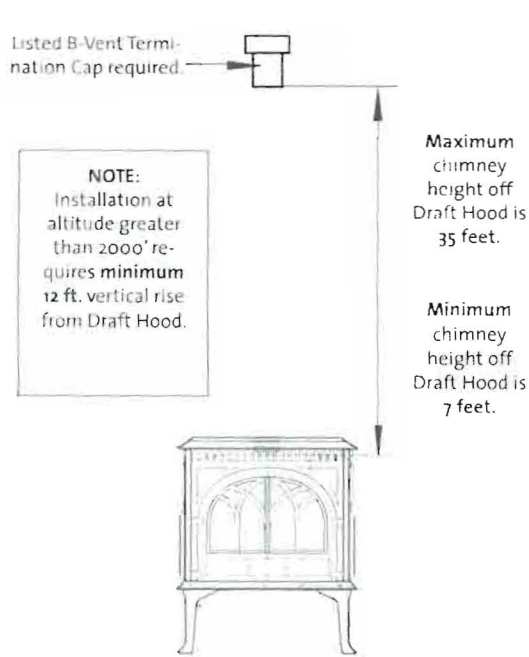 Listed B-Vent Termi-
nation Cap required.
NOTE:
Installation at
altitude greater
than 2000' re-
quires minimum
12 ft. vertical rise
from Draft Hood.
Maximum
chimney
height off
Draft Hood is
35 feet.
Minimum
chimney
height off
Draft Hood is
7 feet.